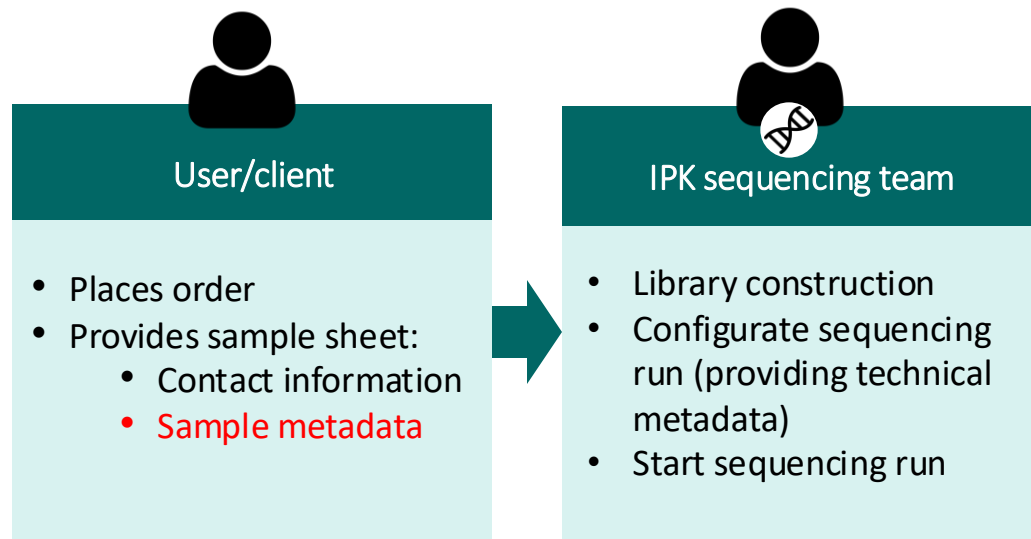 User/client
• Places order
• Provides sample sheet:
• Contact information
• Sample metadata
IPK sequencing team
• Library construction
• Configurate sequencing
run (providing technical
metadata)
• Start sequencing run